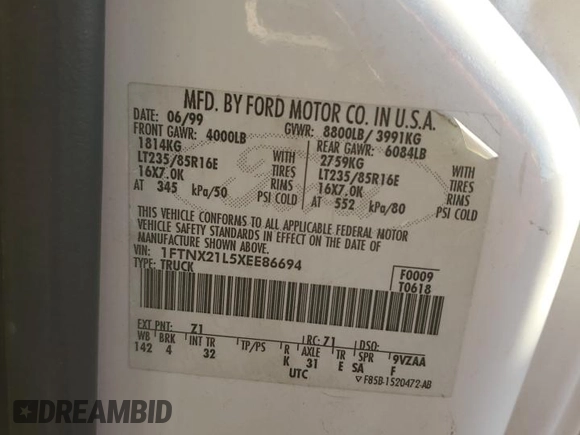 MFD. BY FORD MOTOR CO. IN U.S.A.
DATE: 06/99 GVWR: 8800LB/ 3991KG
FRONT GAWR: 4000LB REAR GAWR: 6084LB
1814KG WITH 2759KG WITH
LT235/85R16E TIRES LT235/85R16E TIRES
16X7.0K RIMS 16X7.0K RIMS
AT 345 kPa/50 PSI COLD AT 552 kPa/80 PSI COLD
THIS VEHICLE CONFORMS TO ALL APPLICABLE FEDERAL MOTOR
VEHICLE SAFETY STANDARDS IN EFFECT ON THE DATE OF
MANUFACTURE SHOWN ABOVE.
VIN: 1FTNX21L5XEE86694 F0009
TYPE: TRUCK T0618
EXT PNT: Z1 RC: 71 DSO:
WB BRK INT TR TP/PS R AXLE TR SPR 9VZAA
142 4 32 K 31 E SA F
UTC ▽ F85B-1520472-AB
DREAMBID